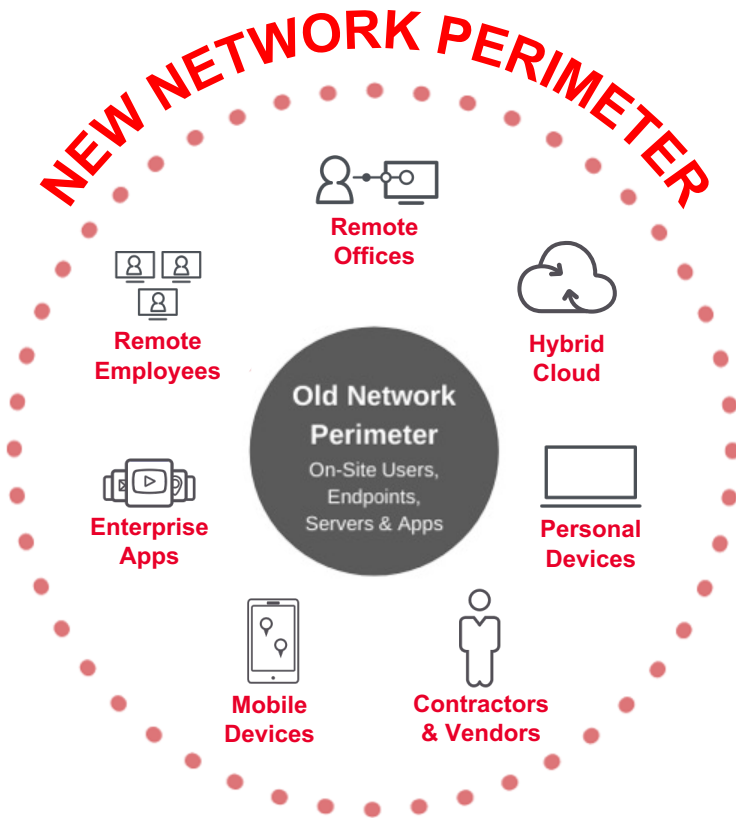 NEW NETWORK PERIMETER
Remote
Offices
Remote
Employees
Hybrid
Cloud
Old Network
Perimeter
On-Site Users,
Endpoints,
Servers & Apps
Enterprise
Apps
Personal
Devices
Mobile
Devices
Contractors
& Vendors